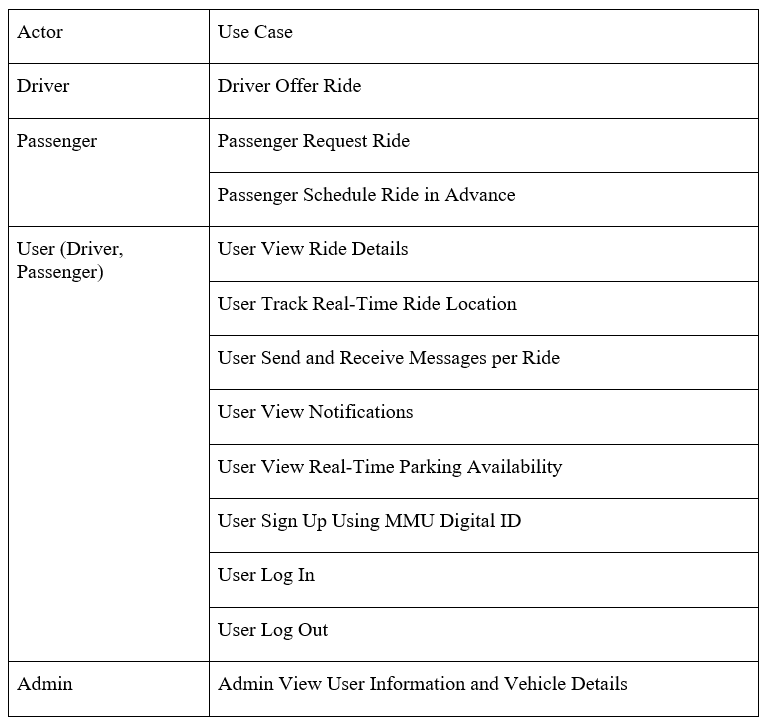 Actor
Use Case
Driver
Driver Offer Ride
Passenger
Passenger Request Ride
Passenger Schedule Ride in Advance
User (Driver,
Passenger)
User View Ride Details
User Track Real-Time Ride Location
User Send and Receive Messages per Ride
User View Notifications
User View Real-Time Parking Availability
User Sign Up Using MMU Digital ID
User Log In
User Log Out
Admin
Admin View User Information and Vehicle Details